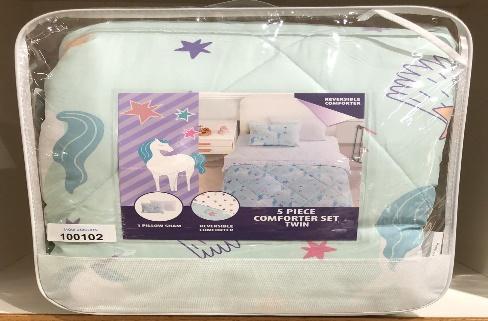 REVERSIBLE
COMFORTER
5 PIECE
COMFORTER SET
TWIN
1 PILLOW SHAM
REVERSIBLE
COMFORTER
100102